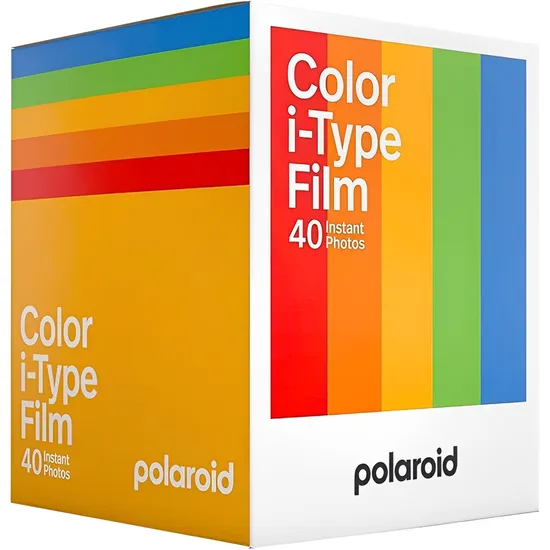 Color
i-Type
Film
40 Instant
Photos
polaroid
Color
i-Type
Film
40 Instant
Photos
polaroid